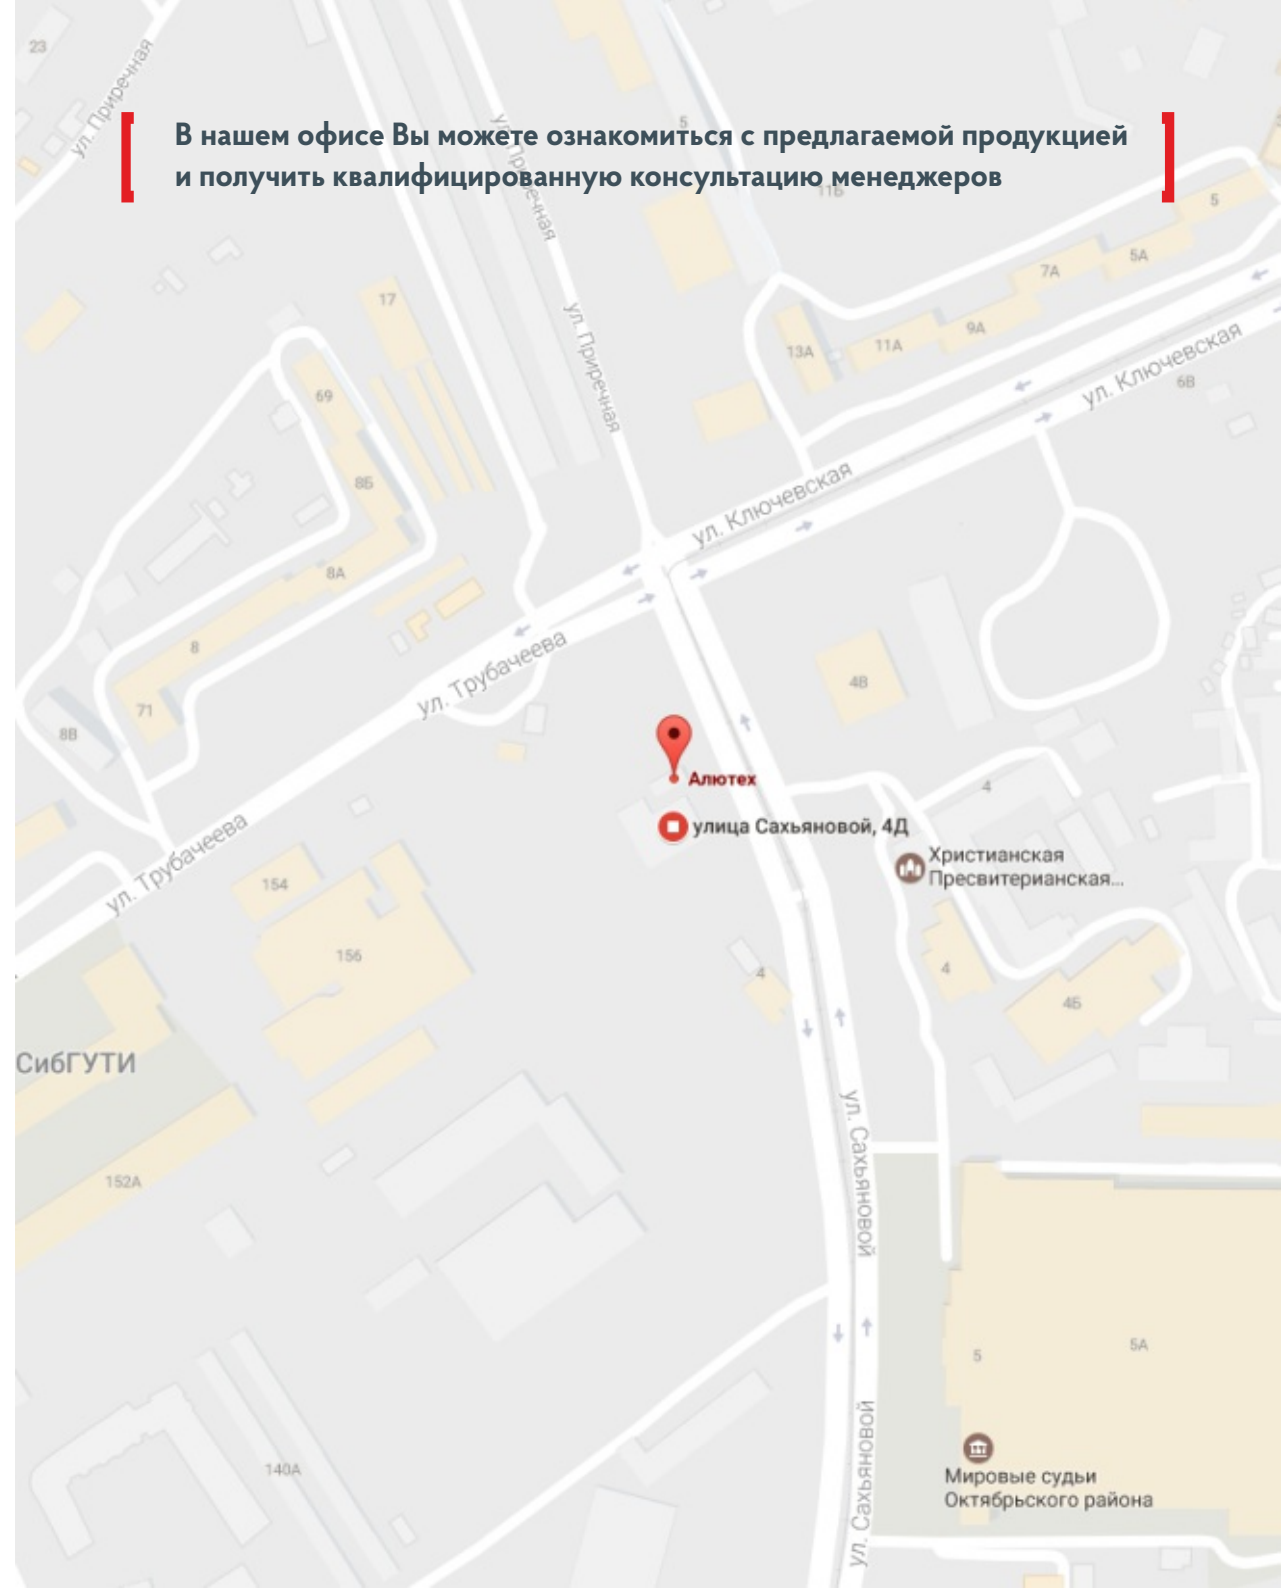 23
ул. Приречная
5
В нашем офисе Вы можете ознакомиться с предлагаемой продукцией
и получить квалифицированную консультацию менеджеров
ул. Приречная
11Б
5
5А
7А
17
ул. Приречная
9А
11А
13А
ул. Ключевская
6В
69
8Б
ул. Ключевская
8А
8
ул. Трубачеева
4В
71
8В
Алютех
4
улица Сахьяновой, 4Д
ул. Трубачеева
Христианская
Пресвитерианская...
154
156
4
4
4Б
СибГУТИ
ул. Сахьяновой
152А
5
5А
ул. Сахьяновой
140А
Мировые судьи
Октябрьского района